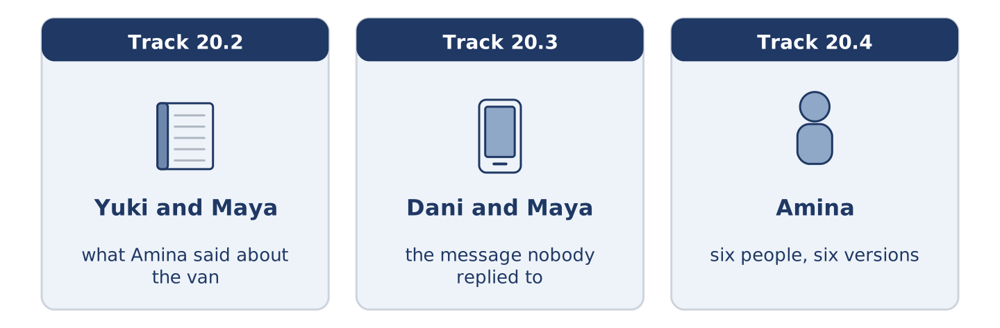 Track 20.2
Yuki and Maya
what Amina said about
the van
Track 20.3
Dani and Maya
the message nobody
replied to
Track 20.4
Amina
six people, six versions